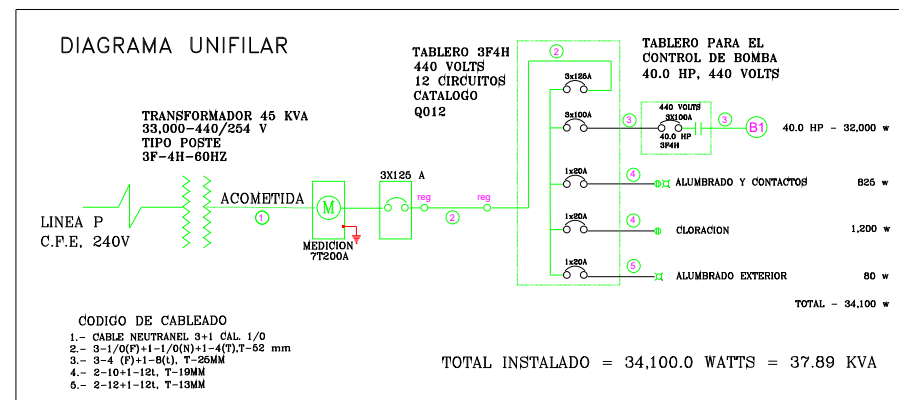 DIAGRAMA UNIFILAR
TABLERO 3F4H
440 VOLTS
12 CIRCUITOS
CATALOGO
QO12
2
TABLERO PARA EL
CONTROL DE BOMBA
40.0 HP, 440 VOLTS
3x125A
TRANSFORMADOR 45 KVA
33,000-440/254 V
TIPO POSTE
3F-4H-60HZ
3x100A
3
440 VOLTS
3X100A
40.0 HP
3F4H
3
B1
40.0 HP - 32,000 w
LINEA P
C.F.E, 240V
ACOMETIDA
1
M
MEDICION
7T200A
3X125 A
reg
2
reg
1x20A
4
ALUMBRADO Y CONTACTOS
825 w
1x20A
4
CLORACION
1,200 w
1x20A
5
ALUMBRADO EXTERIOR
80 w
TOTAL - 34,100 w
CODIGO DE CABLEADO
1.- CABLE NEUTRANEL 3+1 CAL. 1/0
2.- 3-1/0(F)+1-1/0(N)+1-4(T),T-52 mm
3.- 3-4 (F)+1-8(t), T-25MM
4.- 2-10+1-12t, T-19MM
5.- 2-12+1-12t, T-13MM
TOTAL INSTALADO = 34,100.0 WATTS = 37.89 KVA